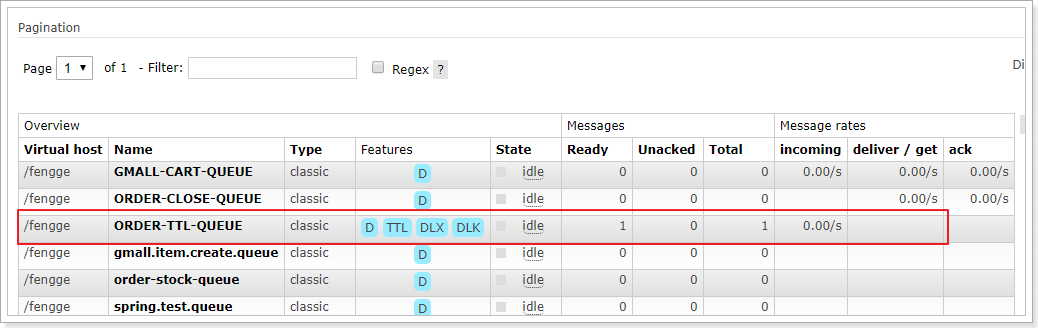 Pagination
Page 1 of 1 - Filter: Regex ?
Di
Overview Messages Message rates
Virtual host Name Type Features State Ready Unacked Total incoming deliver / get ack
/fengge GMALL-CART-QUEUE classic D idle 0 0 0 0.00/s 0.00/s 0.00/s
/fengge ORDER-CLOSE-QUEUE classic D idle 0 0 0 0.00/s 0.00/s
/fengge ORDER-TTL-QUEUE classic D TTL DLX DLK idle 1 0 1 0.00/s
/fengge gmall.item.create.queue classic D idle 0 0 0
/fengge order-stock-queue classic D idle 0 0 0
/fengge spring.test.queue classic D idle 0 0 0